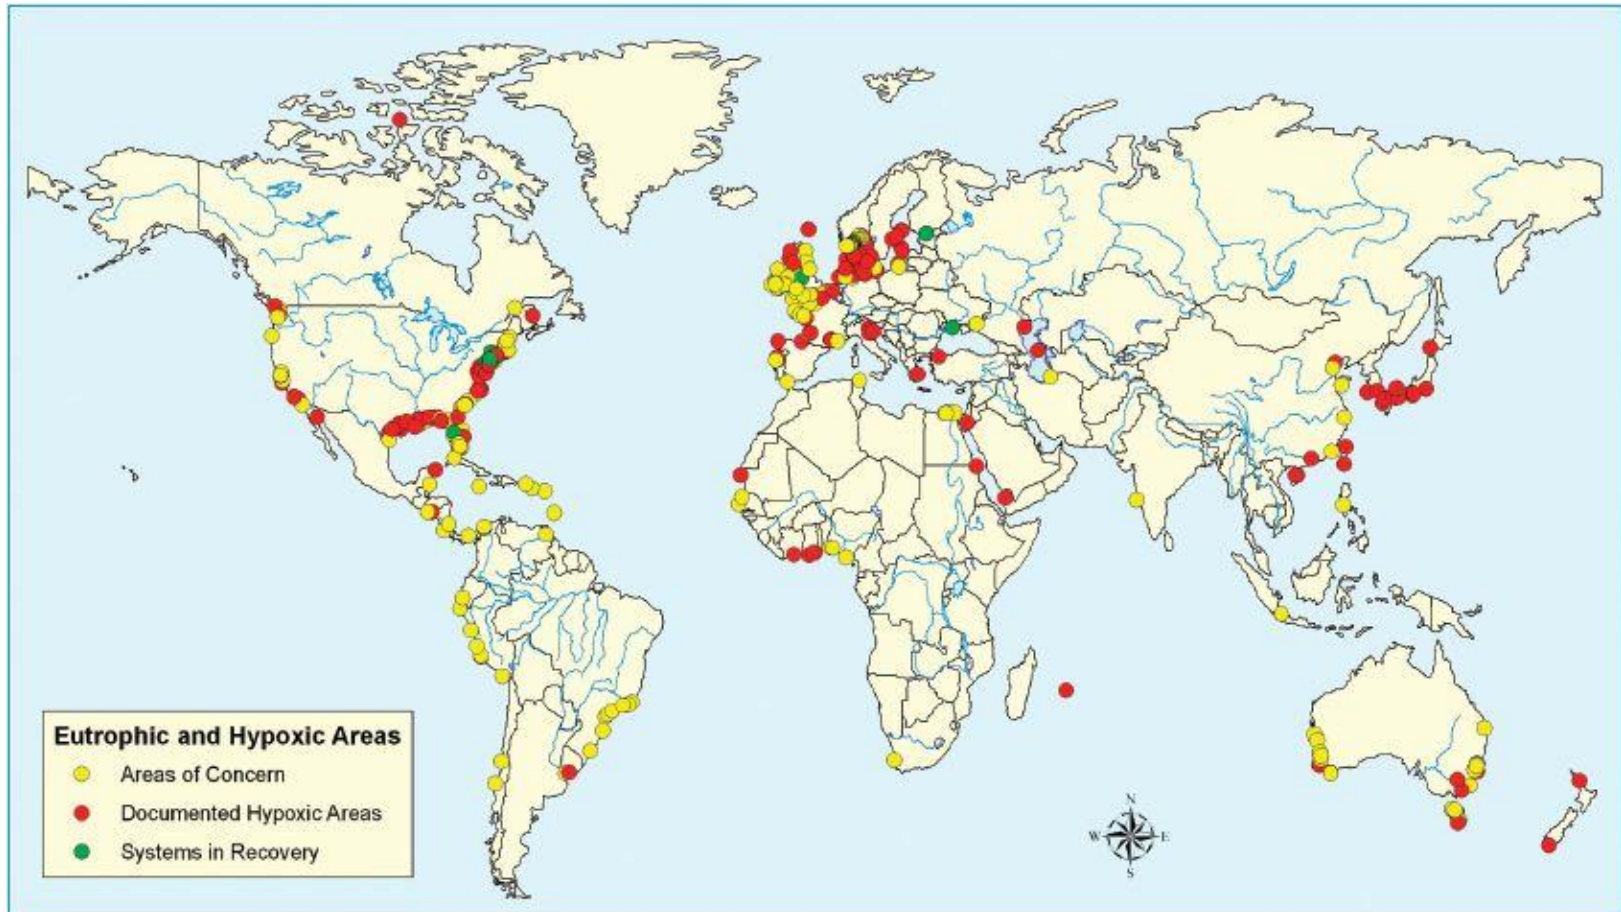 Eutrophic and Hypoxic Areas
Areas of Concern
Documented Hypoxic Areas
Systems in Recovery
N
W E
S